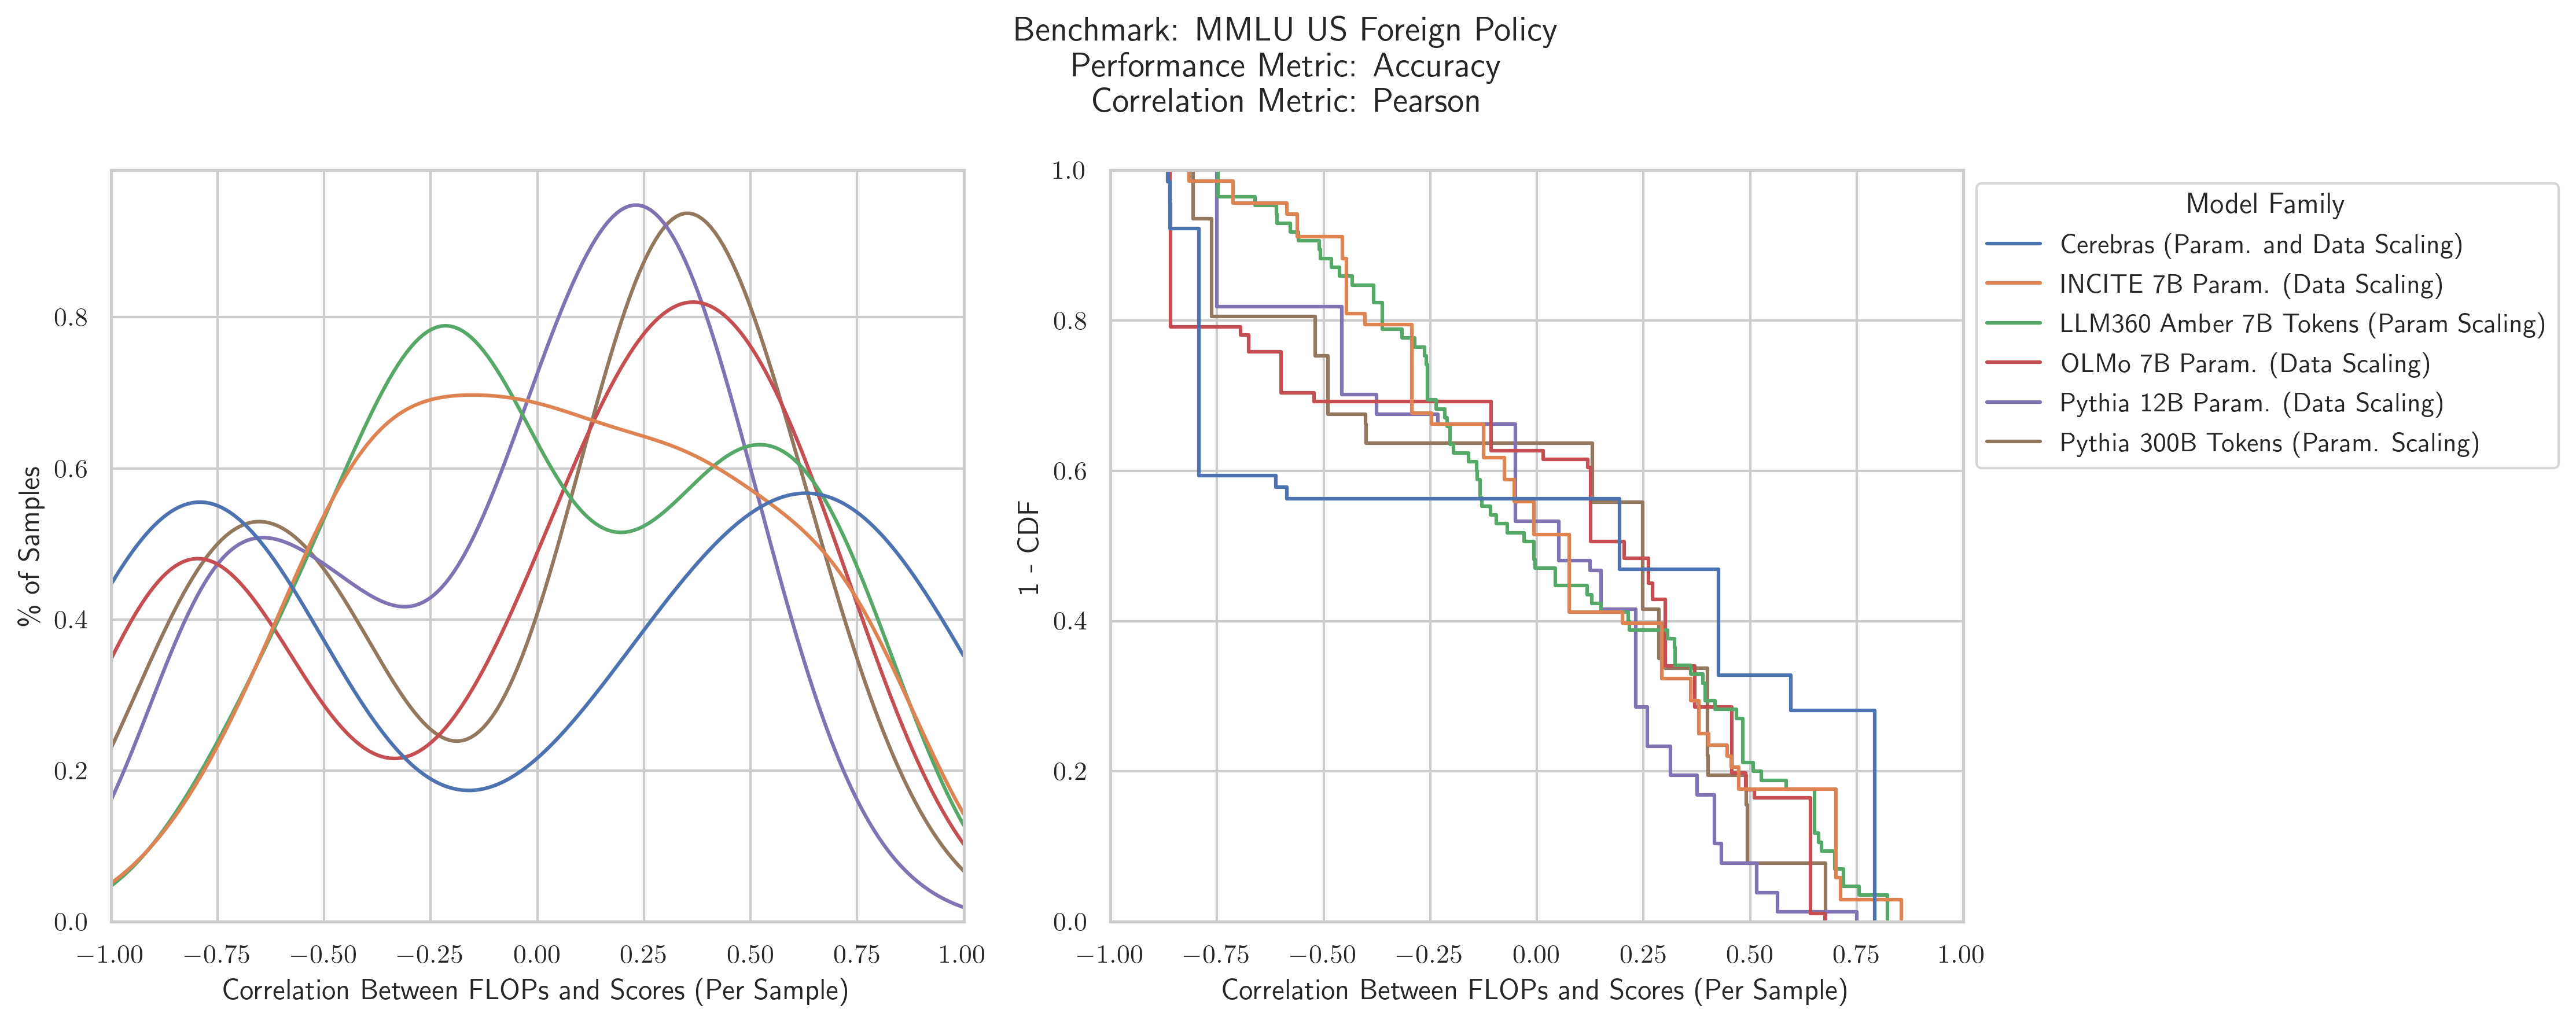 Benchmark: MMLU US Foreign Policy
Performance Metric: Accuracy
Correlation Metric: Pearson
% of Samples
0.8
0.6
0.4
0.2
0.0
−1.00 −0.75 −0.50 −0.25 0.00 0.25 0.50 0.75 1.00
Correlation Between FLOPs and Scores (Per Sample)
1 - CDF
1.0
0.8
0.6
0.4
0.2
0.0
−1.00 −0.75 −0.50 −0.25 0.00 0.25 0.50 0.75 1.00
Correlation Between FLOPs and Scores (Per Sample)
Model Family
Cerebras (Param. and Data Scaling)
INCITE 7B Param. (Data Scaling)
LLM360 Amber 7B Tokens (Param Scaling)
OLMo 7B Param. (Data Scaling)
Pythia 12B Param. (Data Scaling)
Pythia 300B Tokens (Param. Scaling)